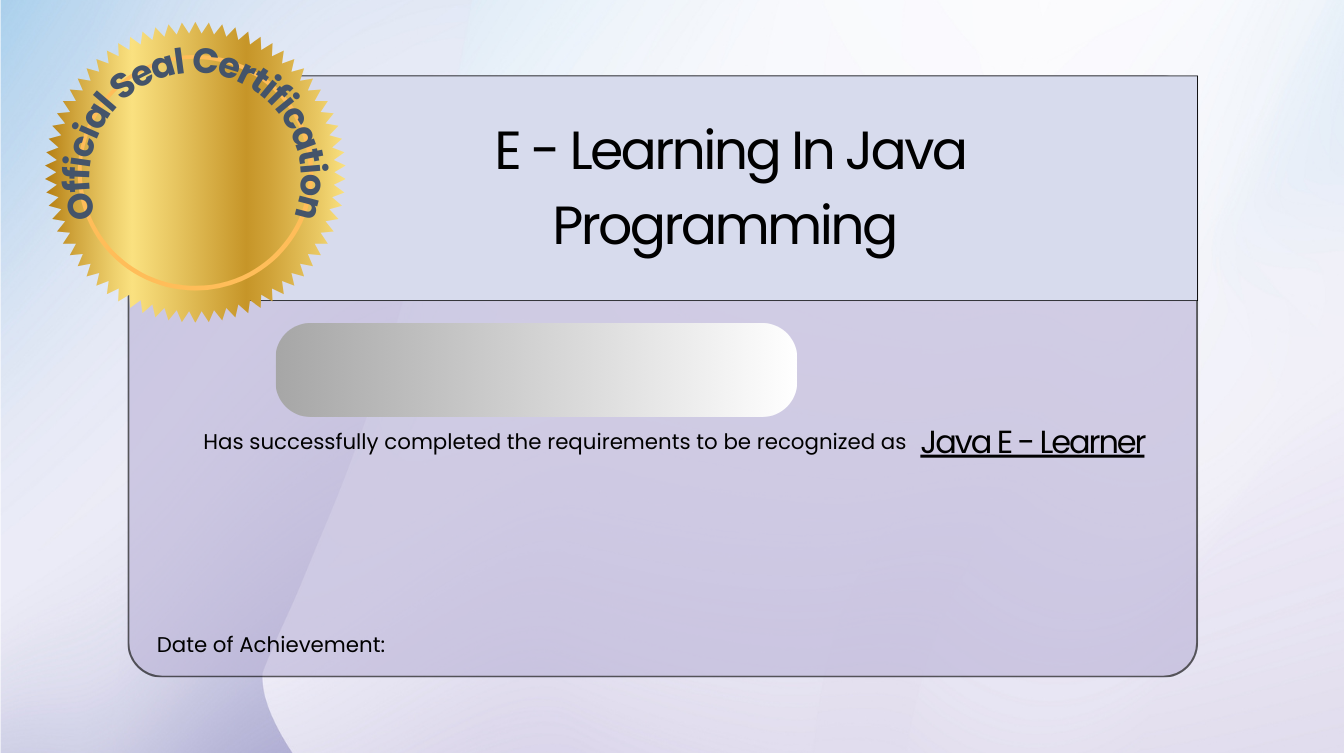 Official Seal Certification
E - Learning In Java
Programming
Has successfully completed the requirements to be recognized as Java E - Learner
Date of Achievement: